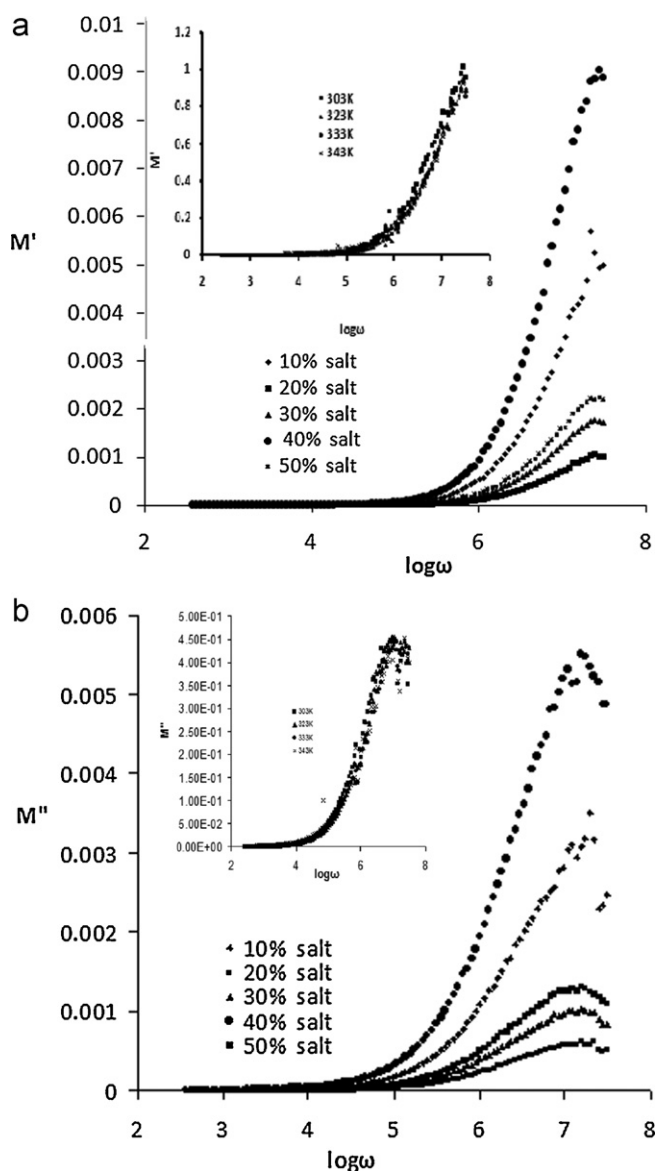 a
0.01
0.009
0.008
0.007
0.006
0.005
0.004
0.003
0.002
0.001
0
M'
2
4
6
8
logω
10% salt
20% salt
30% salt
40% salt
50% salt
1.2
1
0.8
0.6
0.4
0.2
0
M'
303K
323K
333K
343K
2
3
4
5
6
7
8
logω
b
0.006
0.005
0.004
0.003
0.002
0.001
0
M"
2
3
4
5
6
7
8
logω
10% salt
20% salt
30% salt
40% salt
50% salt
5.00E-01
4.50E-01
4.00E-01
3.50E-01
3.00E-01
2.50E-01
2.00E-01
1.50E-01
1.00E-01
5.00E-02
0.00E+00
M"
303K
323K
333K
343K
2
4
6
8
logω